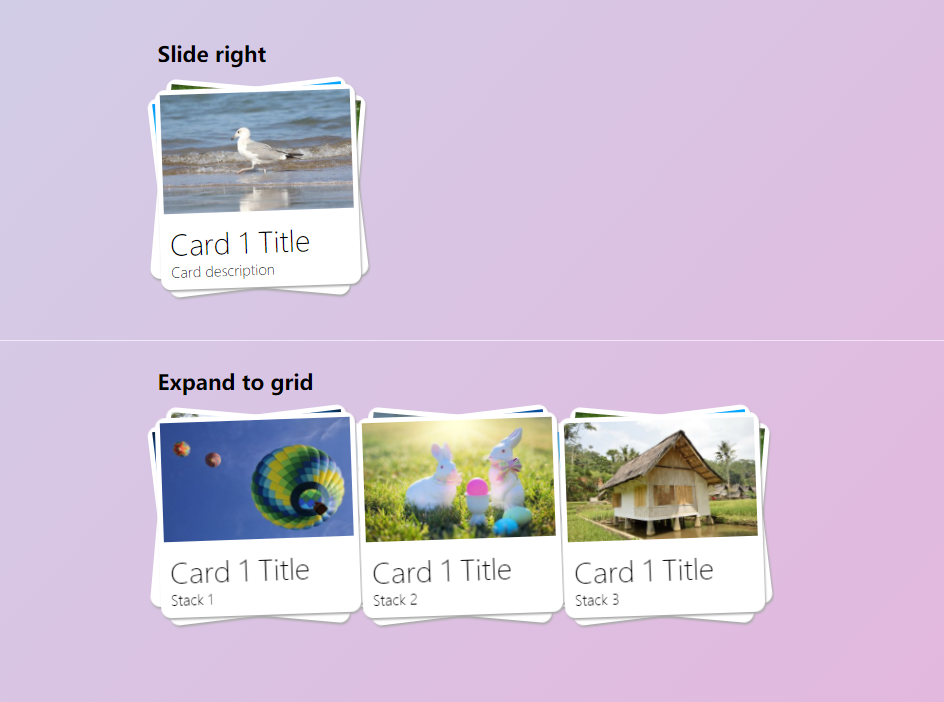 Slide right
Card 1 Title
Card description
Expand to grid
Card 1 Title
Stack 1
Card 1 Title
Stack 2
Card 1 Title
Stack 3